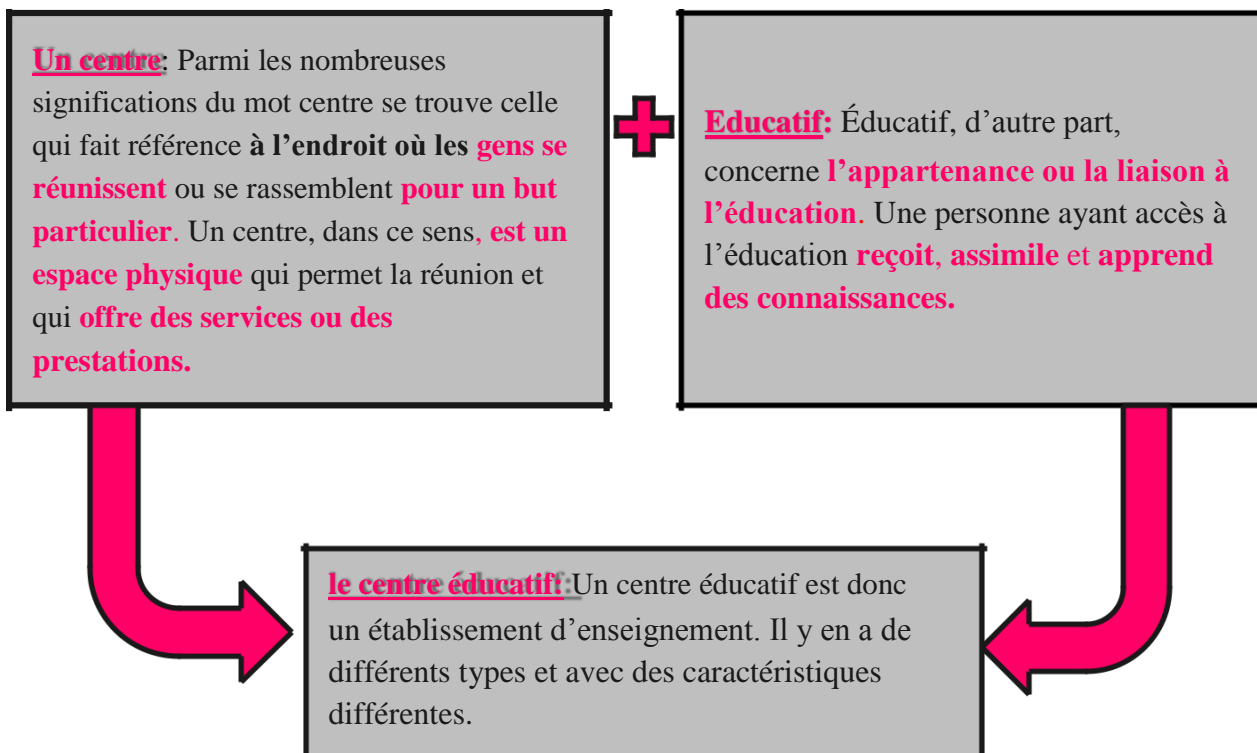 Un centre: Parmi les nombreuses
significations du mot centre se trouve celle
qui fait référence à l’endroit où les gens se
réunissent ou se rassemblent pour un but
particulier. Un centre, dans ce sens, est un
espace physique qui permet la réunion et
qui offre des services ou des
prestations.
Educatif: Éducatif, d’autre part,
concerne l’appartenance ou la liaison à
l’éducation. Une personne ayant accès à
l’éducation reçoit, assimile et apprend
des connaissances.
le centre éducatif: Un centre éducatif est donc
un établissement d’enseignement. Il y en a de
différents types et avec des caractéristiques
différentes.